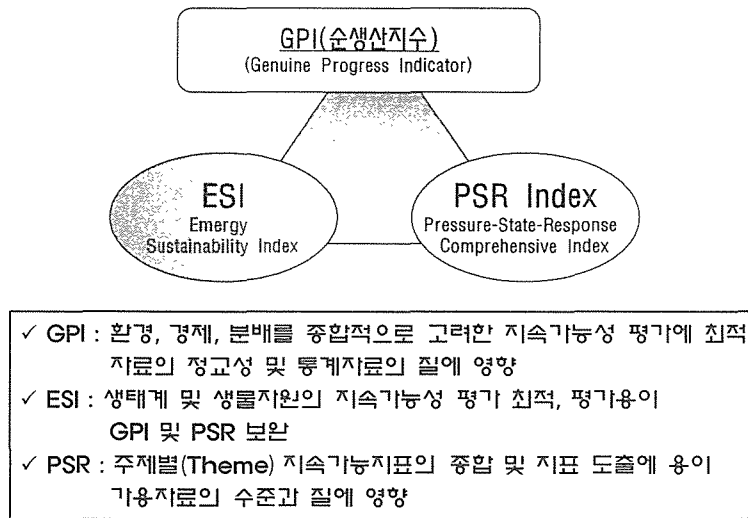 GPI(순생산지수)
(Genuine Progress Indicator)
ESI
Emergy
Sustainability Index
PSR Index
Pressure-State-Response
Comprehensive Index
✓ GPI : 환경, 경제, 분배를 종합적으로 고려한 지속가능성 평가에 최적
자료의 정교성 및 통계자료의 질에 영향
✓ ESI : 생태계 및 생물자원의 지속가능성 평가 최적, 평가용이
GPI 및 PSR 보완
✓ PSR : 주제별(Theme) 지속가능지표의 종합 및 지표 도출에 용이
가용자료의 수준과 질에 영향